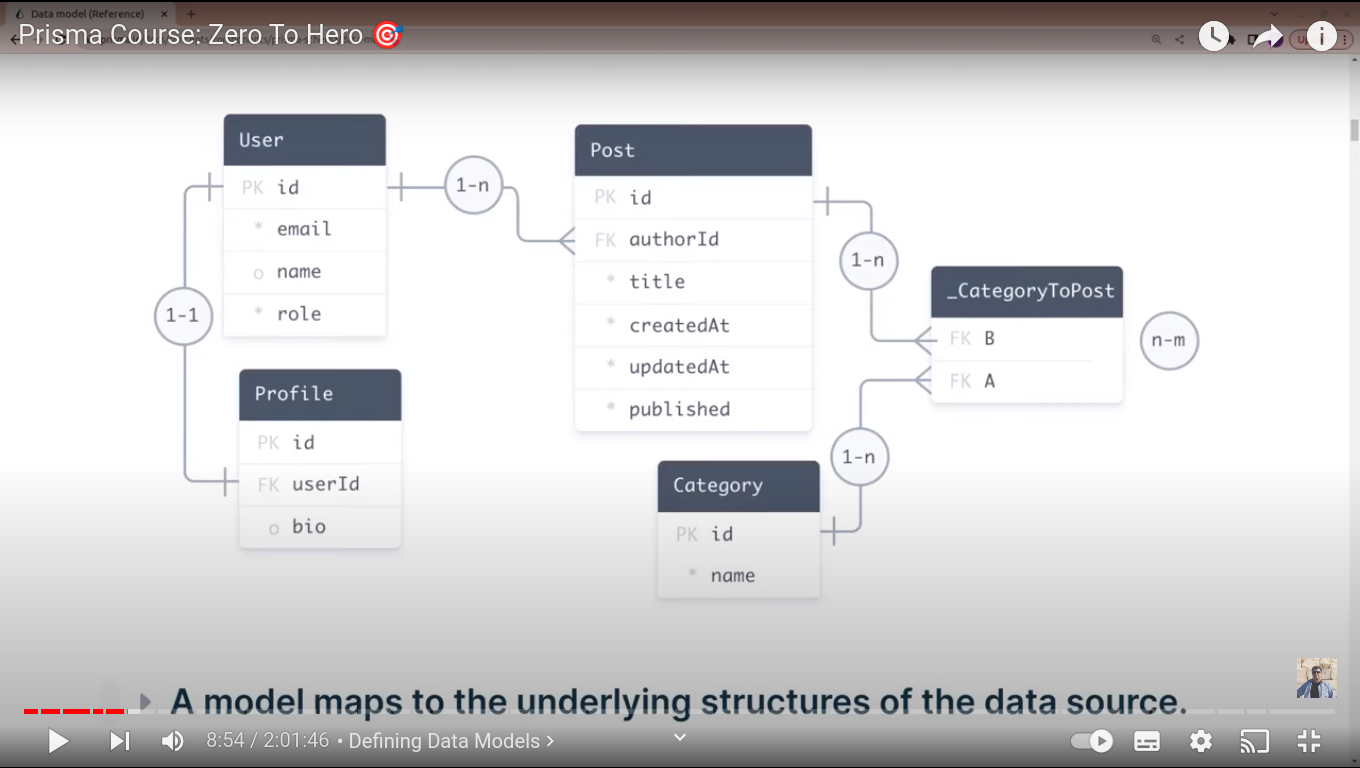 Data model (Reference)
Prisma Course: Zero To Hero 🎯
User
PK id
* email
o name
* role
1-1
Profile
PK id
FK userId
o bio
1-n
Post
PK id
FK authorId
* title
* createdAt
* updatedAt
* published
1-n
_CategoryToPost
FK B
FK A
n-m
1-n
Category
PK id
* name
A model maps to the underlying structures of the data source.
8:54 / 2:01:46 • Defining Data Models >